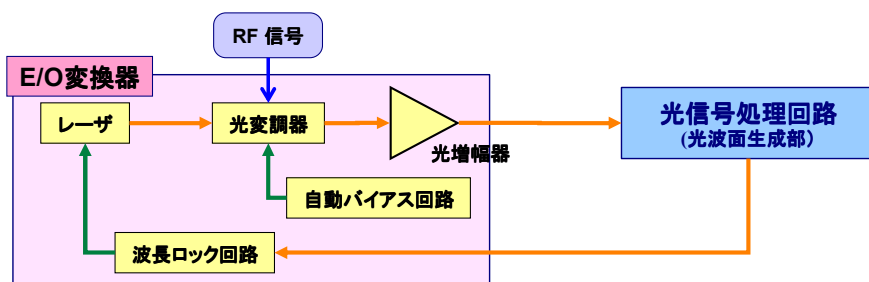 RF 信号
E/O変換器
レーザ
光変調器
光増幅器
光信号処理回路
(光波面生成部)
自動バイアス回路
波長ロック回路